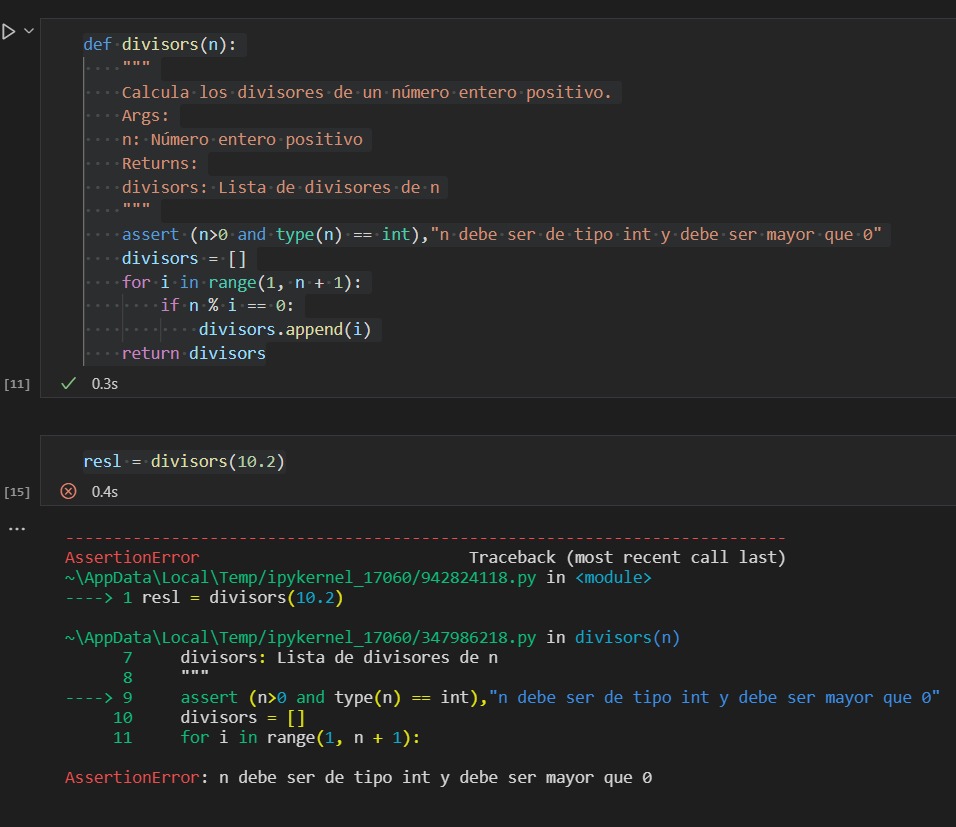 def divisors(n):
    """
    Calcula los divisores de un número entero positivo.
    Args:
    n: Número entero positivo
    Returns:
    divisors: Lista de divisores de n
    """
    assert (n>0 and type(n) == int),"n debe ser de tipo int y debe ser mayor que 0"
    divisors = []
    for i in range(1, n + 1):
        if n % i == 0:
            divisors.append(i)
    return divisors
[11] 0.3s
resl = divisors(10.2)
[15] 0.4s
...
---------------------------------------------------------------------------
AssertionError                            Traceback (most recent call last)
~\AppData\Local\Temp/ipykernel_17060/942824118.py in <module>
----> 1 resl = divisors(10.2)
~\AppData\Local\Temp/ipykernel_17060/347986218.py in divisors(n)
      7     divisors: Lista de divisores de n
      8     """
----> 9     assert (n>0 and type(n) == int),"n debe ser de tipo int y debe ser mayor que 0"
     10     divisors = []
     11     for i in range(1, n + 1):
AssertionError: n debe ser de tipo int y debe ser mayor que 0